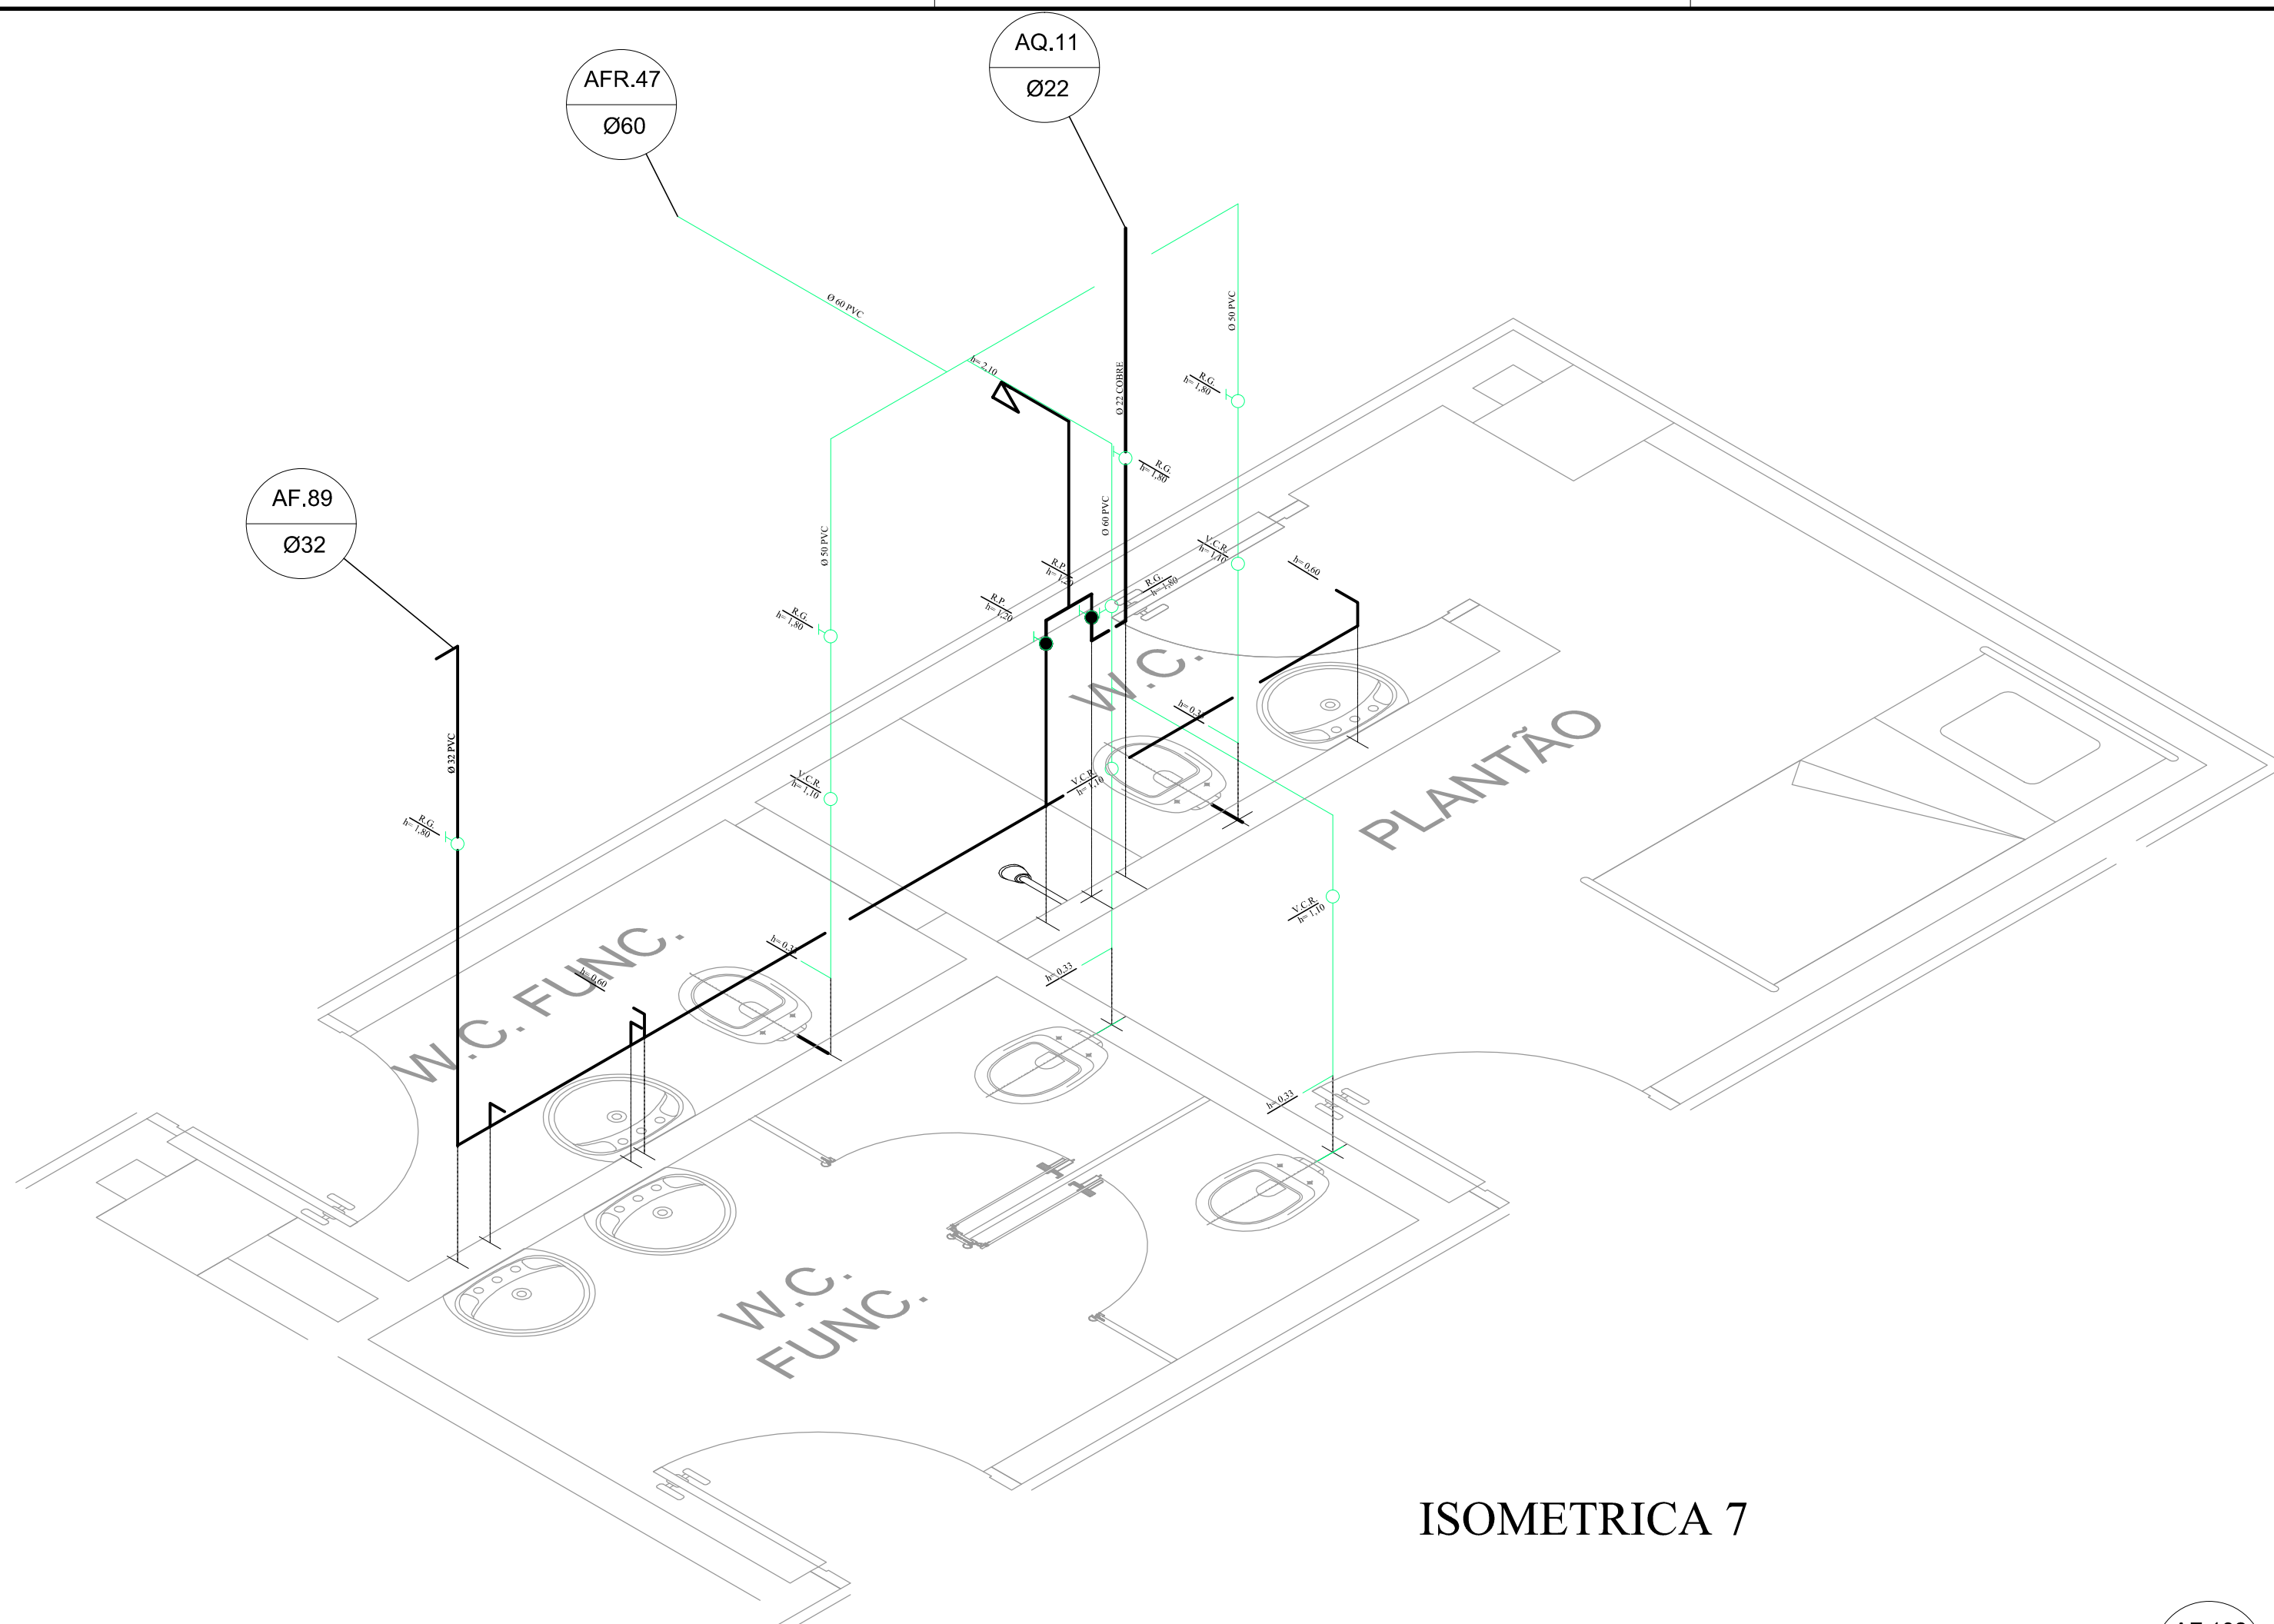 AQ.11
Ø22
AFR.47
Ø60
Ø 60 PVC
Ø 50 PVC
h= 2,10
Ø 22 COBRE
R.G.
h= 1,80
R.G.
h= 1,80
AF.89
Ø32
Ø 60 PVC
Ø 50 PVC
V.C.R.
h= 1,10
R.P.
h= 1,20
h= 0,60
R.G.
h= 1,80
R.P.
h= 1,20
R.G.
h= 1,80
W.C.
h= 0,33
Ø 32 PVC
PLANTÃO
V.C.R.
h= 1,10
V.C.R.
h= 1,10
R.G.
h= 1,80
V.C.R.
h= 1,10
h= 0,33
W.C. FUNC.
h= 0,60
h= 0,33
h= 0,33
W.C.
FUNC.
ISOMETRICA 7